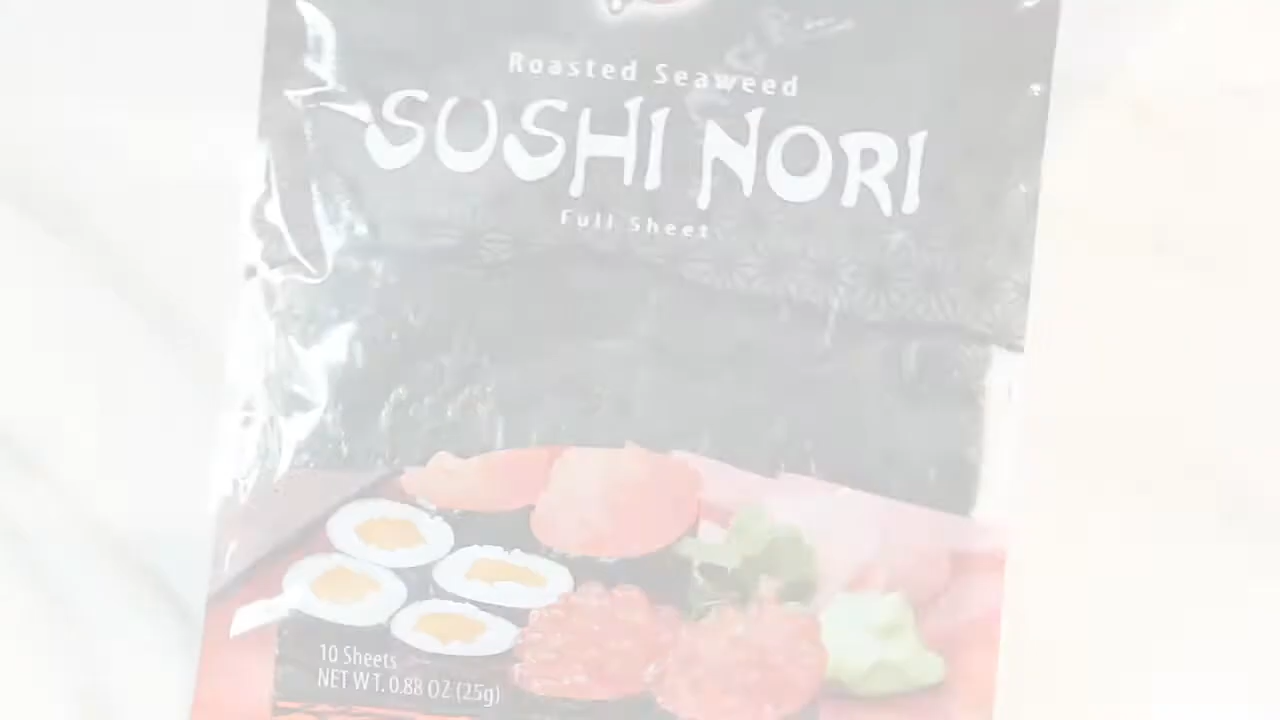 Roasted Seaweed
SUSHI NORI
Full Sheet
10 Sheets
NET WT. 0.88 OZ (25g)